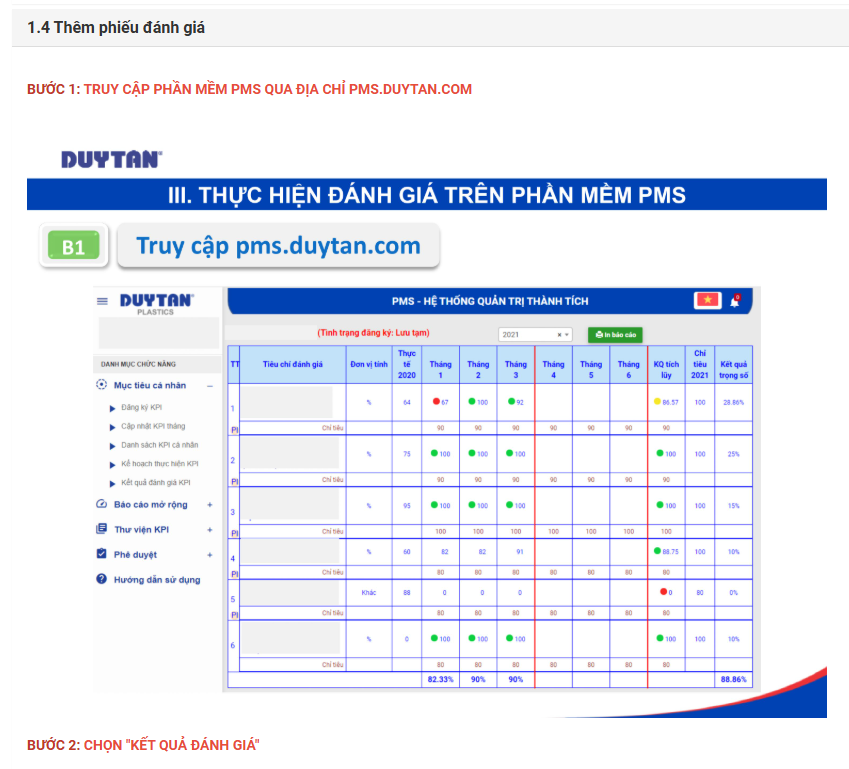 1.4 Thêm phiếu đánh giá
BƯỚC 1: TRUY CẬP PHẦN MỀM PMS QUA ĐỊA CHỈ PMS.DUYTAN.COM
DUYTAN
III. THỰC HIỆN ĐÁNH GIÁ TRÊN PHẦN MỀM PMS
B1 Truy cập pms.duytan.com
DUYTAN PLASTICS
PMS - HỆ THỐNG QUẢN TRỊ THÀNH TÍCH
(Tình trạng đăng ký: Lưu tạm) 2021 In báo cáo
DANH MỤC CHỨC NĂNG
Mục tiêu cá nhân –
Đăng ký KPI
Cập nhật KPI tháng
Danh sách KPI cá nhân
Kế hoạch thực hiện KPI
Kết quả đánh giá KPI
Báo cáo mở rộng +
Thư viện KPI +
Phê duyệt +
Hướng dẫn sử dụng
TT Tiêu chí đánh giá Đơn vị tính Thực tế 2020 Tháng 1 Tháng 2 Tháng 3 Tháng 4 Tháng 5 Tháng 6 KQ tích lũy Chỉ tiêu 2021 Kết quả trọng số
1 % 64 67 100 92 86.57 100 28.86%
PI Chỉ tiêu 90 90 90 90 90 90 90
2 % 75 100 100 100 100 100 25%
PI Chỉ tiêu 90 90 90 90 90 90 90
3 % 95 100 100 100 100 100 15%
PI Chỉ tiêu 100 100 100 100 100 100 100
4 % 60 82 82 91 88.75 100 10%
PI Chỉ tiêu 80 80 80 80 80 80 80
5 Khác 88 0 0 0 0 80 0%
PI Chỉ tiêu 80 80 80 80 80 80 80
6 % 0 100 100 100 100 100 10%
Chỉ tiêu 80 80 80 80 80 80 80
82.33% 90% 90% 88.86%
BƯỚC 2: CHỌN "KẾT QUẢ ĐÁNH GIÁ"